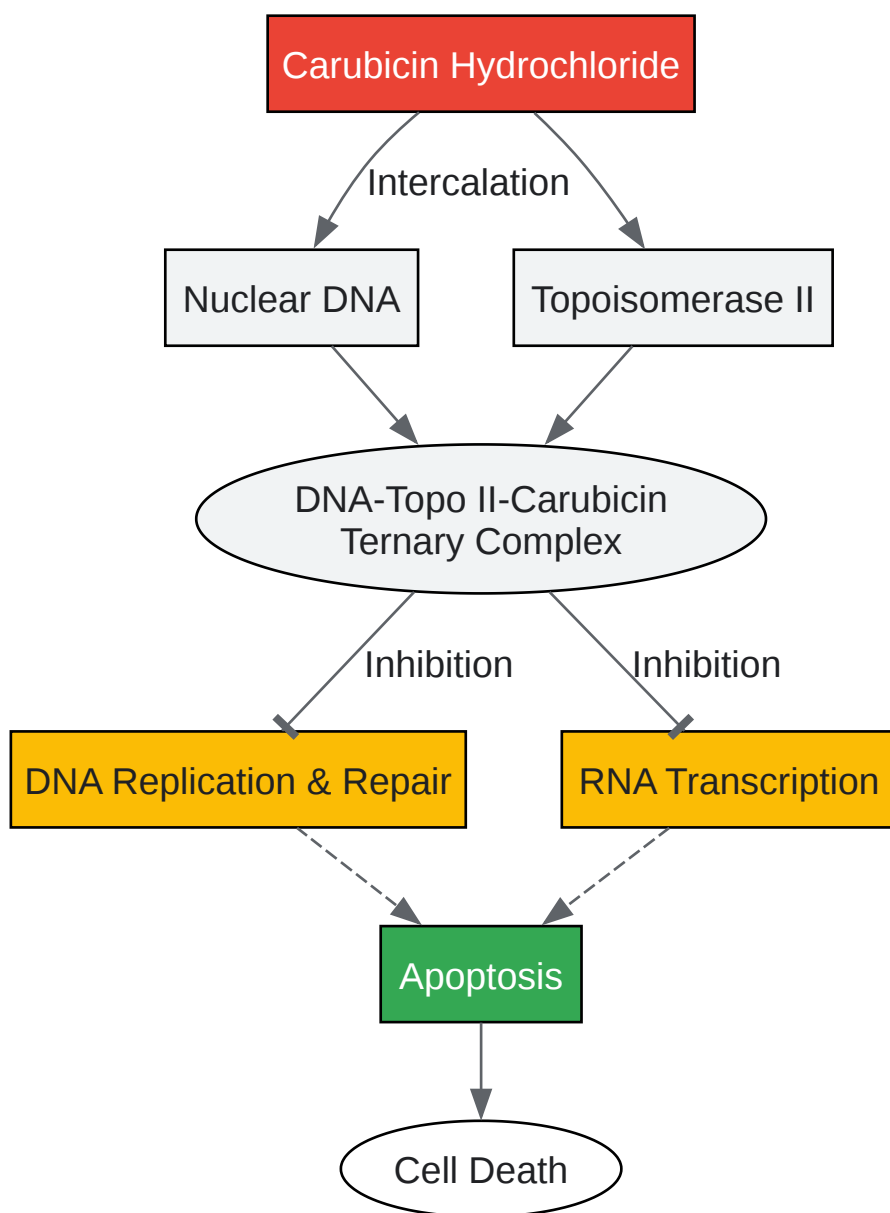 Carubicin Hydrochloride
Intercalation
Nuclear DNA
Topoisomerase II
DNA-Topo II-Carubicin
Ternary Complex
Inhibition
Inhibition
DNA Replication & Repair
RNA Transcription
Apoptosis
Cell Death